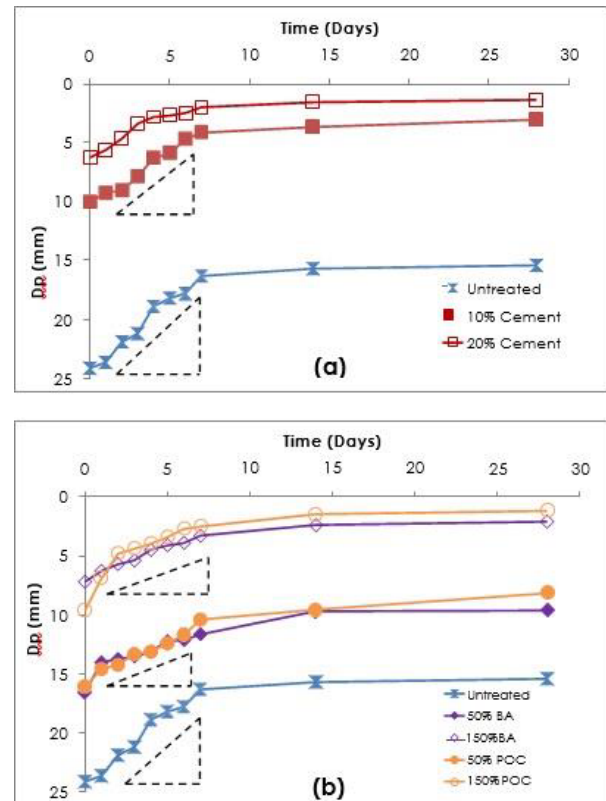 Time (Days)
0 5 10 15 20 25 30
0
5
10
15
20
25
Dp (mm)
Untreated
10% Cement
20% Cement
(a)
Time (Days)
0 5 10 15 20 25 30
0
5
10
15
20
25
Dp (mm)
Untreated
50% BA
150%BA
50% POC
150%POC
(b)